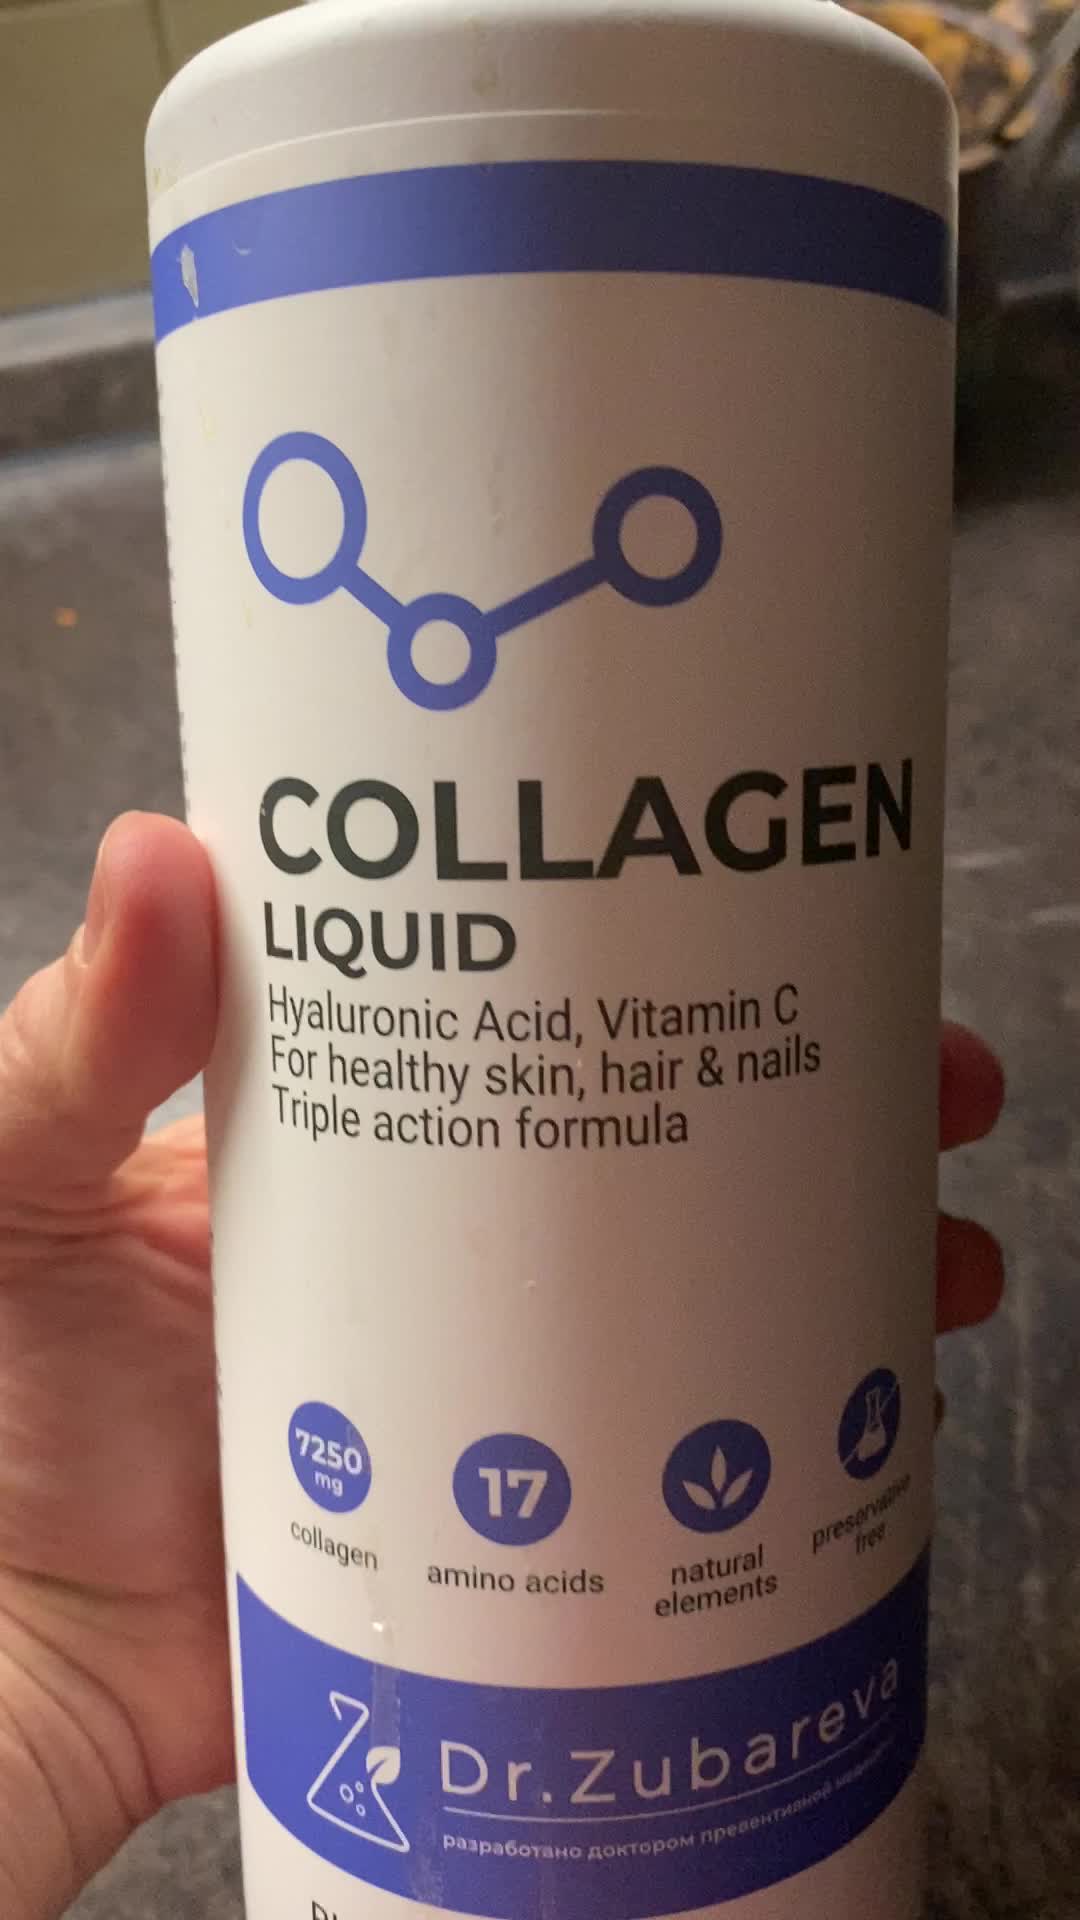 COLLAGEN
LIQUID
Hyaluronic Acid, Vitamin C
For healthy skin, hair & nails
Triple action formula
7250
mg
collagen
17
amino acids
natural
elements
preservative
free
Dr.Zubareva
разработано доктором превентивной